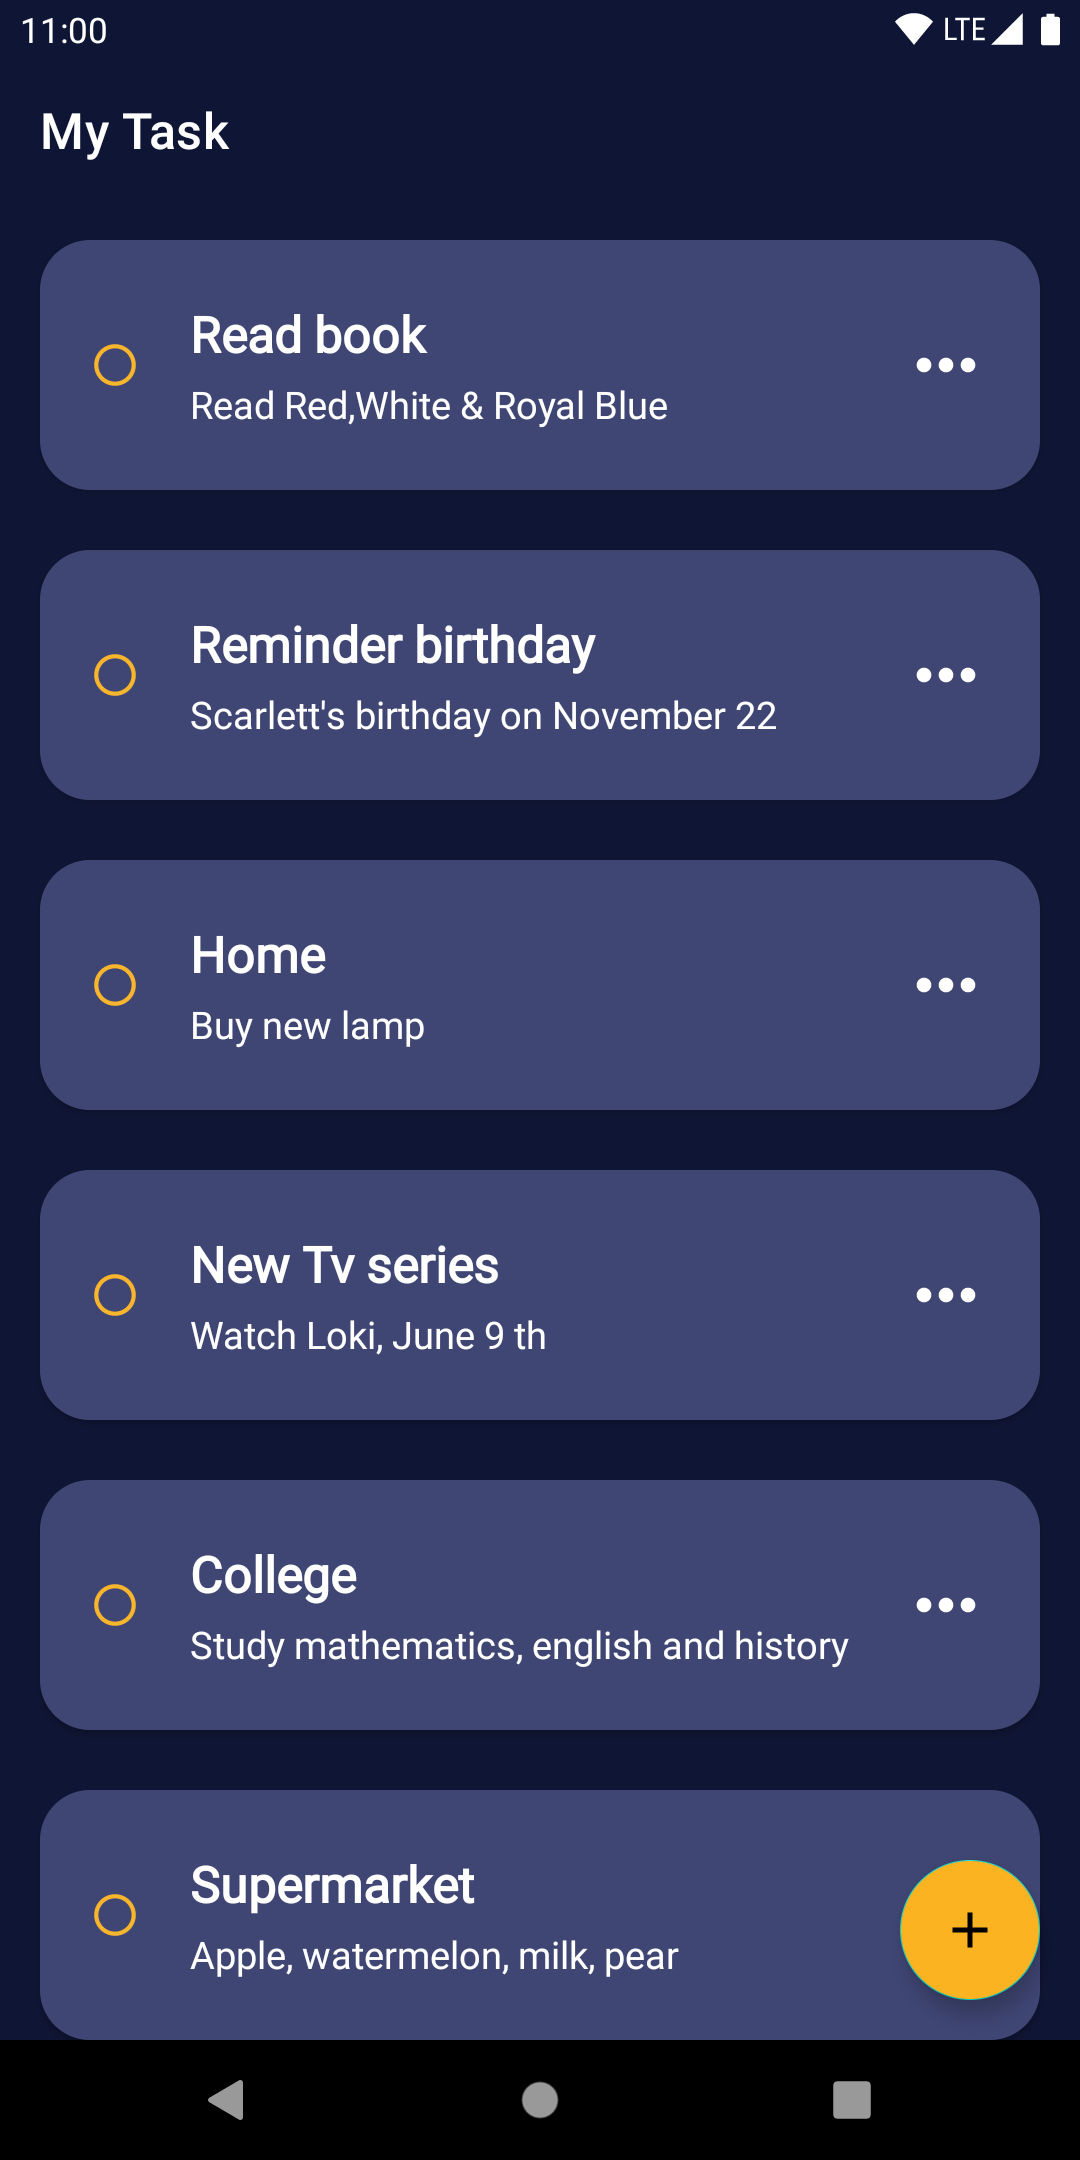 11:00 LTE
My Task
Read book
Read Red,White & Royal Blue
Reminder birthday
Scarlett's birthday on November 22
Home
Buy new lamp
New Tv series
Watch Loki, June 9 th
College
Study mathematics, english and history
Supermarket
Apple, watermelon, milk, pear